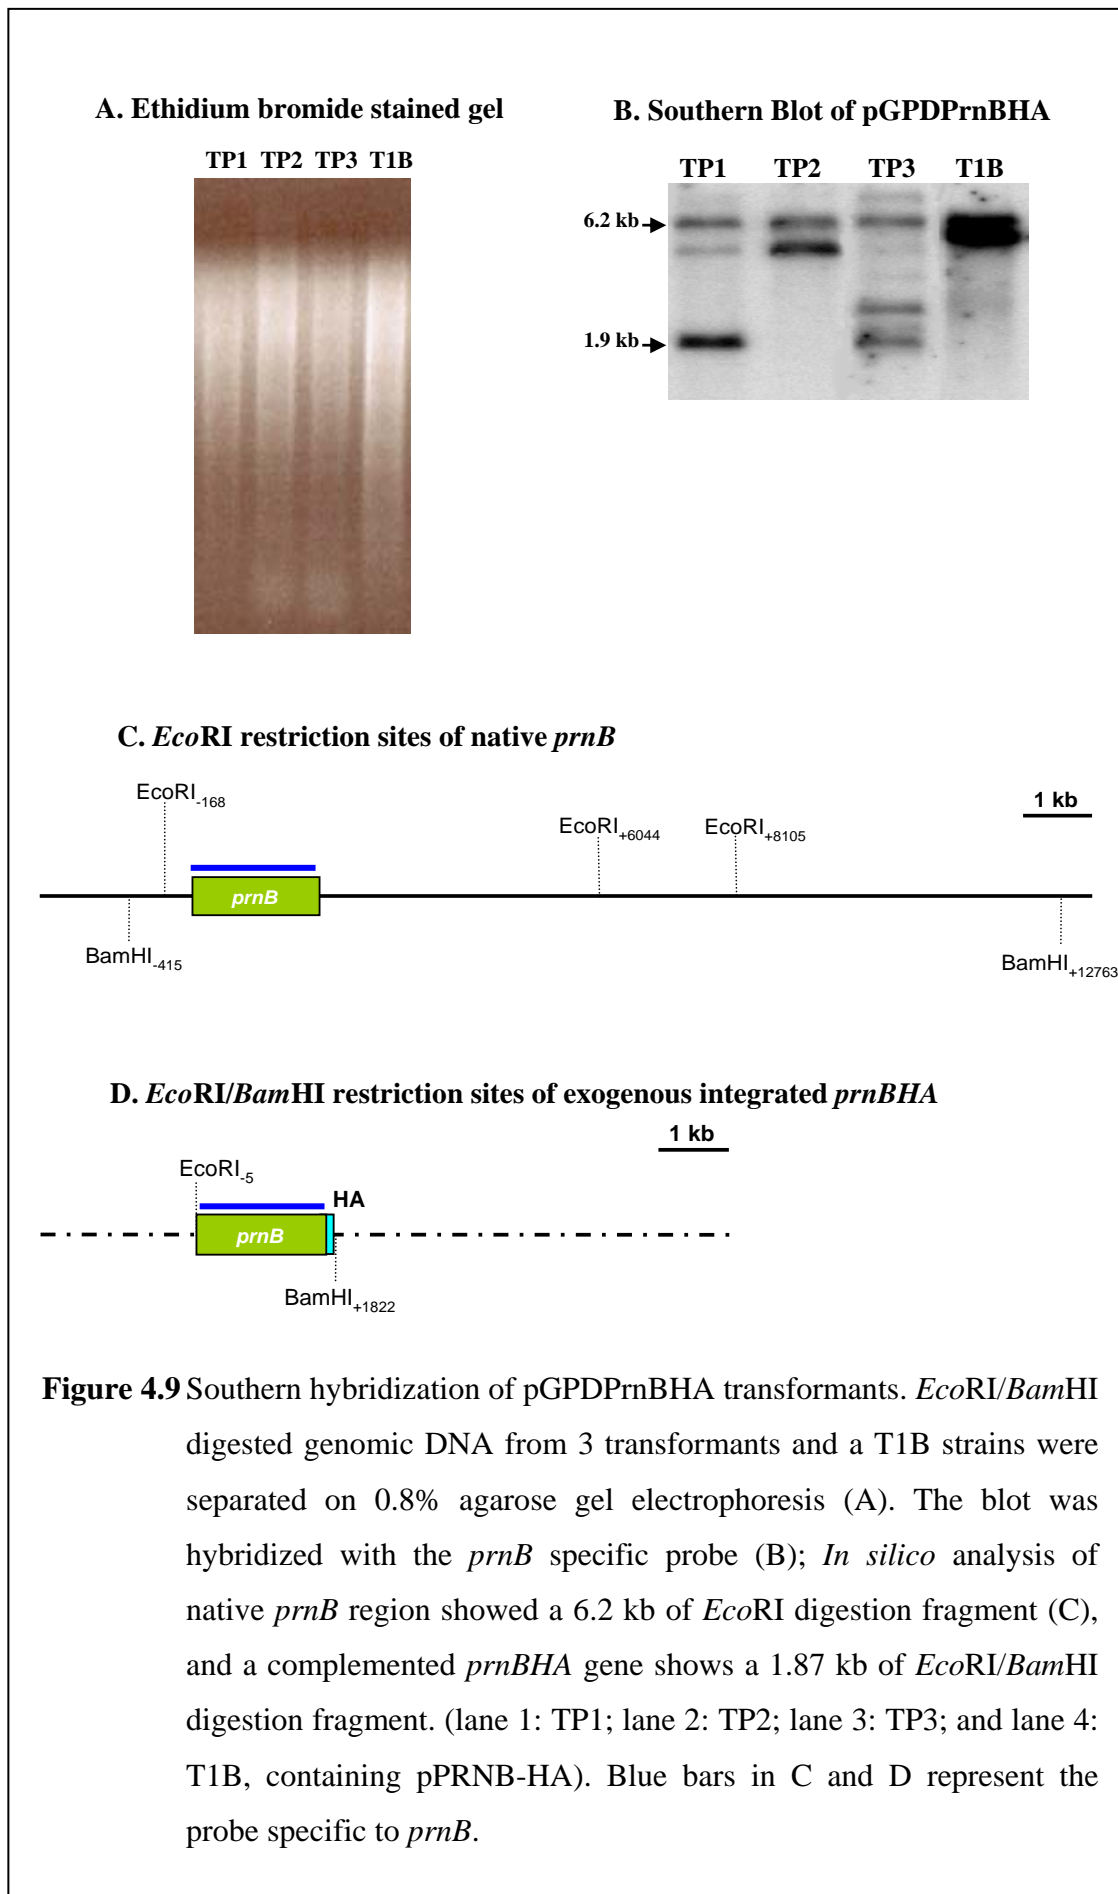 A. Ethidium bromide stained gel
TP1 TP2 TP3 T1B
B. Southern Blot of pGPDPrnBHA
TP1 TP2 TP3 T1B
6.2 kb
1.9 kb
C. EcoRI restriction sites of native prnB
EcoRI-168
EcoRI+6044
EcoRI+8105
1 kb
prnB
BamHI-415
BamHI+12763
D. EcoRI/BamHI restriction sites of exogenous integrated prnBHA
1 kb
EcoRI-5
HA
prnB
BamHI+1822
Figure 4.9 Southern hybridization of pGPDPrnBHA transformants. EcoRI/BamHI
digested genomic DNA from 3 transformants and a T1B strains were
separated on 0.8% agarose gel electrophoresis (A). The blot was
hybridized with the prnB specific probe (B); In silico analysis of
native prnB region showed a 6.2 kb of EcoRI digestion fragment (C),
and a complemented prnBHA gene shows a 1.87 kb of EcoRI/BamHI
digestion fragment. (lane 1: TP1; lane 2: TP2; lane 3: TP3; and lane 4:
T1B, containing pPRNB-HA). Blue bars in C and D represent the
probe specific to prnB.